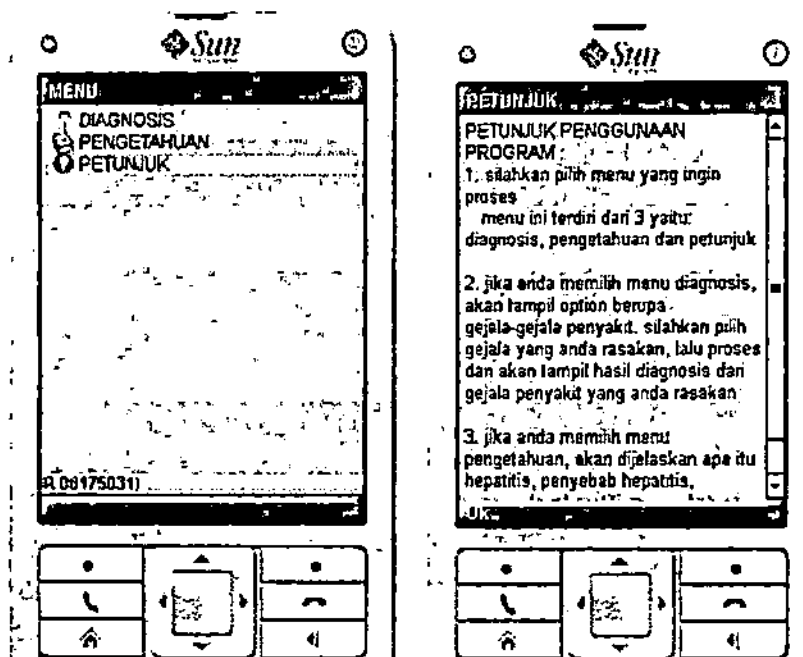 Sun
MENU
DIAGNOSIS
PENGETAHUAN
PETUNJUK
06175031)
Sun
PETUNJUK
PETUNJUK PENGGUNAAN
PROGRAM
1. silahkan pilih menu yang ingin
proses
menu ini terdiri dari 3 yaitu:
diagnosis, pengetahuan dan petunjuk
2. jika anda memilih menu diagnosis,
akan tampil option berupa
gejala-gejala penyakit. silahkan pilih
gejala yang anda rasakan, lalu proses
dan akan tampil hasil diagnosis dari
gejala penyakit yang anda rasakan
3. jika anda memilih menu
pengetahuan, akan dijelaskan apa itu
hepatitis, penyebab hepatitis,